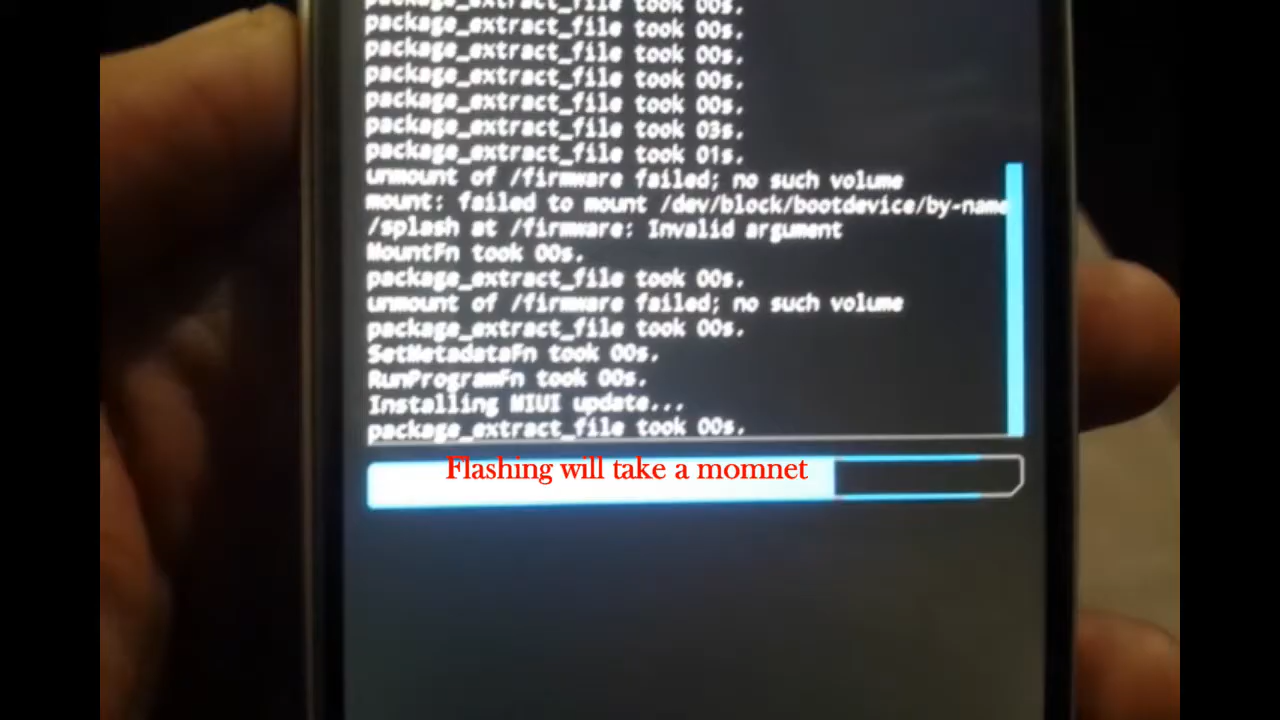 package_extract_file took 00s.
package_extract_file took 00s.
package_extract_file took 00s.
package_extract_file took 00s.
package_extract_file took 00s.
package_extract_file took 03s.
package_extract_file took 01s.
unmount of /firmware failed; no such volume
mount: failed to mount /dev/block/bootdevice/by-name
/splash at /firmware: Invalid argument
MountFn took 00s.
package_extract_file took 00s.
unmount of /firmware failed; no such volume
package_extract_file took 00s.
SetMetadataFn took 00s.
RunProgramFn took 00s.
Installing MIUI update...
package_extract_file took 00s.
Flashing will take a momnet